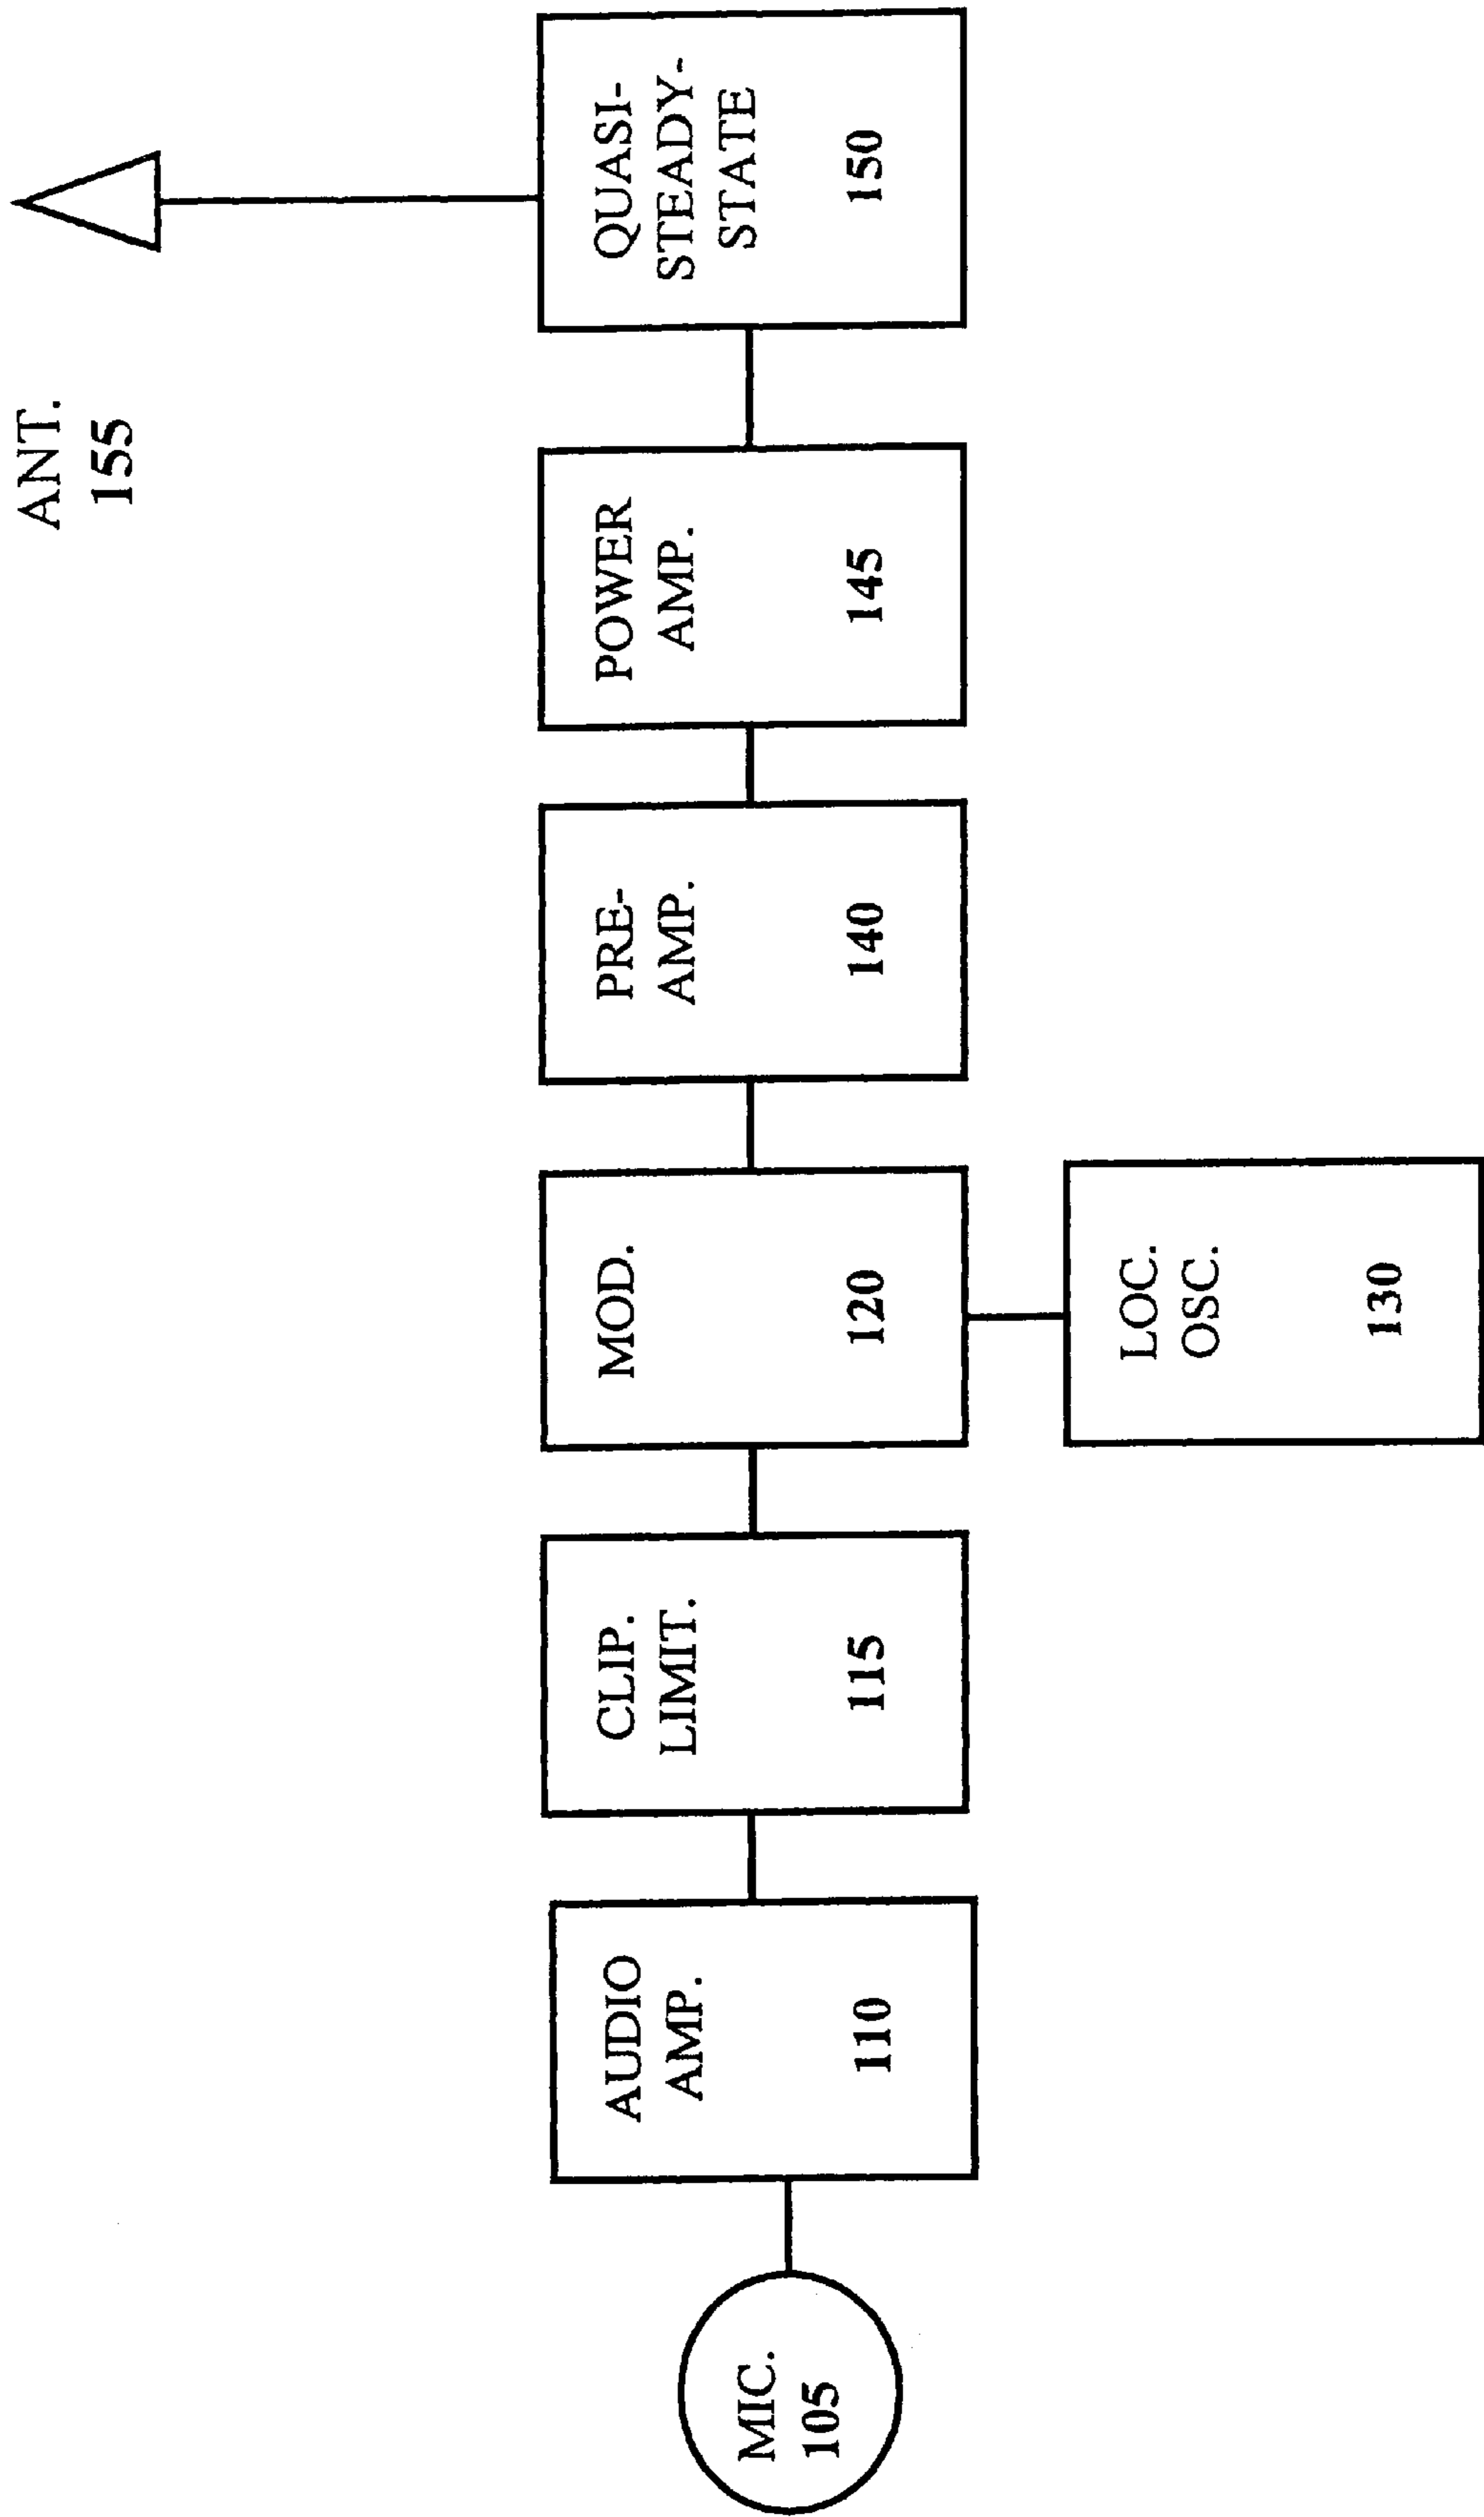 ANT.
155
MIC.
105
AUDIO
AMP.
110
CLIP.
LIMIT.
115
MOD.
120
PRE-
AMP.
140
POWER
AMP.
145
QUASI-
STEADY-
STATE
150
LOC.
OSC.
130